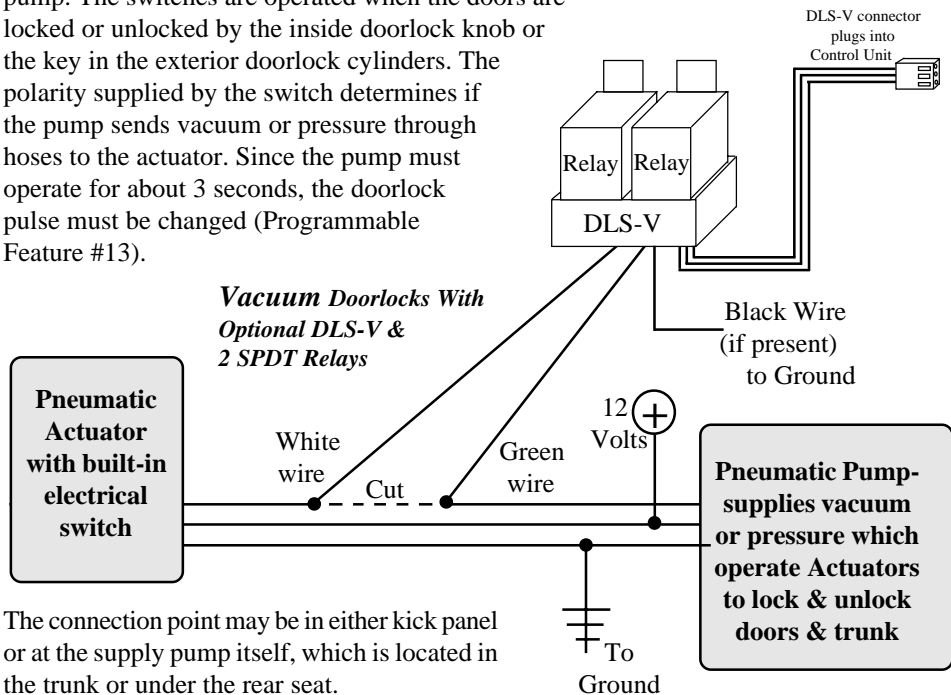 pump. The switches are operated when the doors are
locked or unlocked by the inside doorlock knob or
the key in the exterior doorlock cylinders. The
polarity supplied by the switch determines if
the pump sends vacuum or pressure through
hoses to the actuator. Since the pump must
operate for about 3 seconds, the doorlock
pulse must be changed (Programmable
Feature #13).
DLS-V connector
plugs into
Control Unit
Relay
Relay
DLS-V
Vacuum Doorlocks With
Optional DLS-V &
2 SPDT Relays
Black Wire
(if present)
to Ground
Pneumatic
Actuator
with built-in
electrical
switch
White
wire
Cut
Green
wire
12
Volts
+
Pneumatic Pump-
supplies vacuum
or pressure which
operate Actuators
to lock & unlock
doors & trunk
To
Ground
The connection point may be in either kick panel
or at the supply pump itself, which is located in
the trunk or under the rear seat.